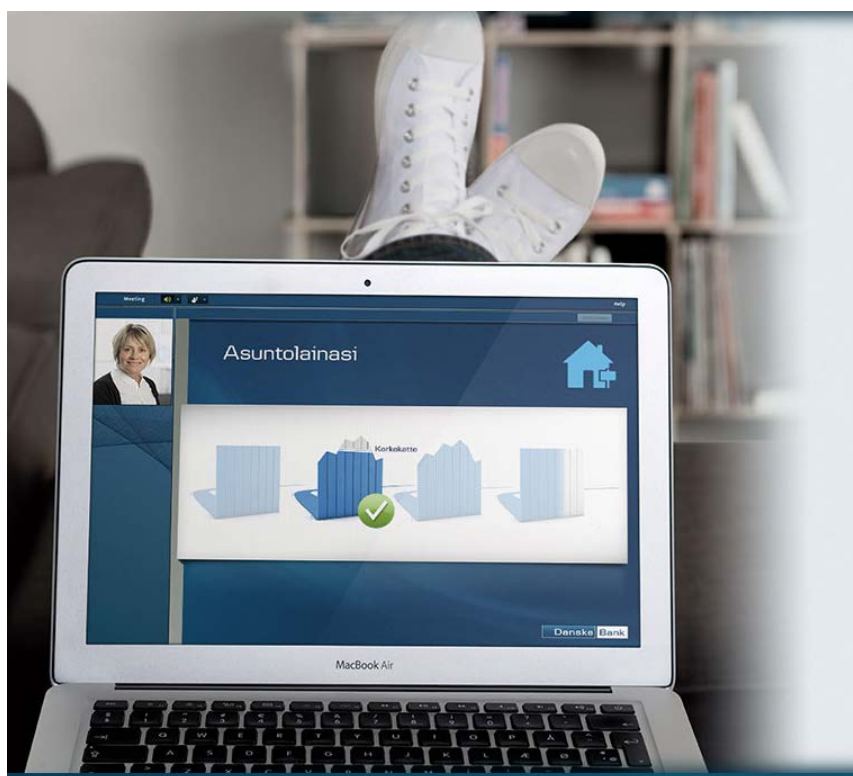 Meeting
Help
Asuntolainasi
Korkokatto
Danske Bank
MacBook Air
Q W E R T Y U I O P Å
A S D F G H J K L